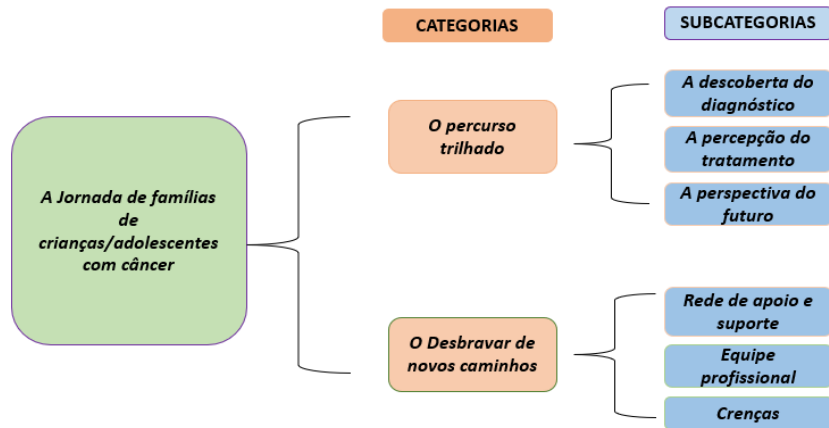 CATEGORIAS
SUBCATEGORIAS
A Jornada de famílias
de
crianças/adolescentes
com câncer
O percurso
trilhado
A descoberta do
diagnóstico
A percepção do
tratamento
A perspectiva do
futuro
O Desbravar de
novos caminhos
Rede de apoio e
suporte
Equipe
profissional
Crenças